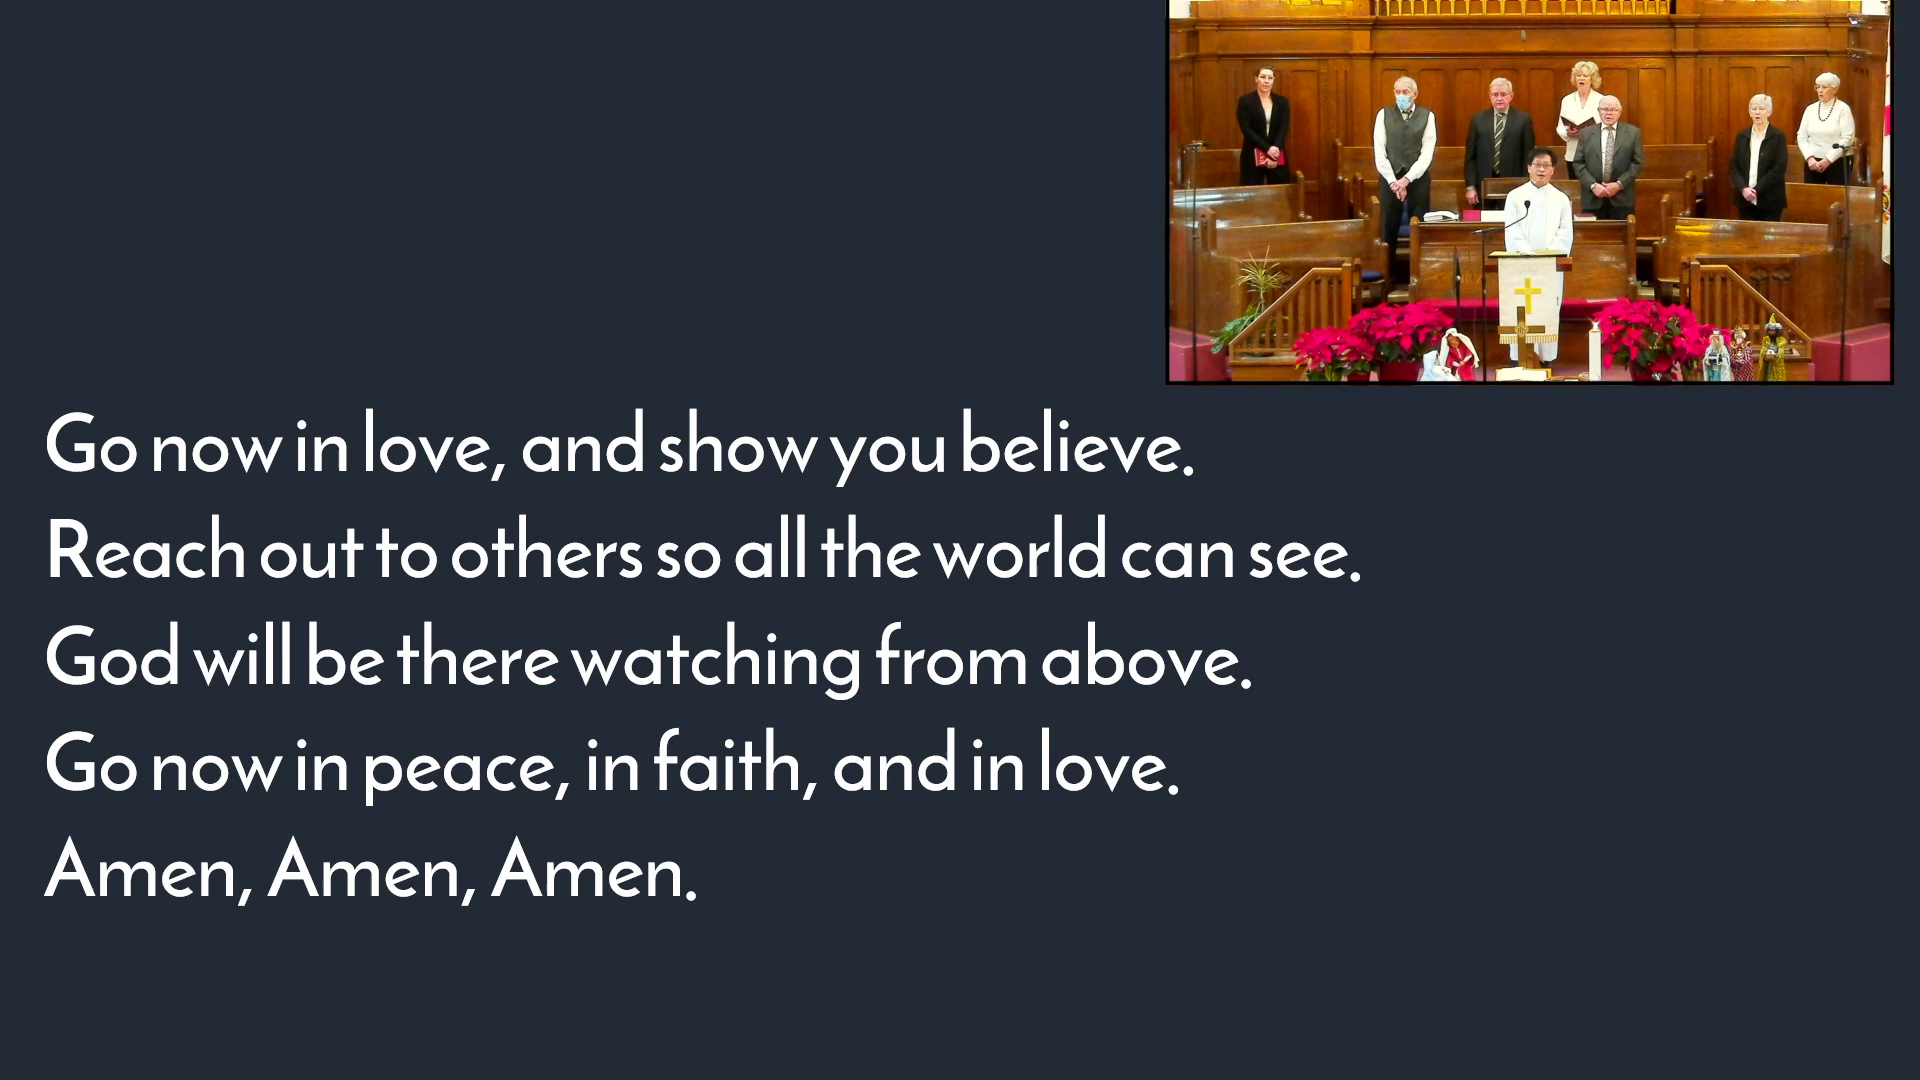 Go now in love, and show you believe.
Reach out to others so all the world can see.
God will be there watching from above.
Go now in peace, in faith, and in love.
Amen, Amen, Amen.